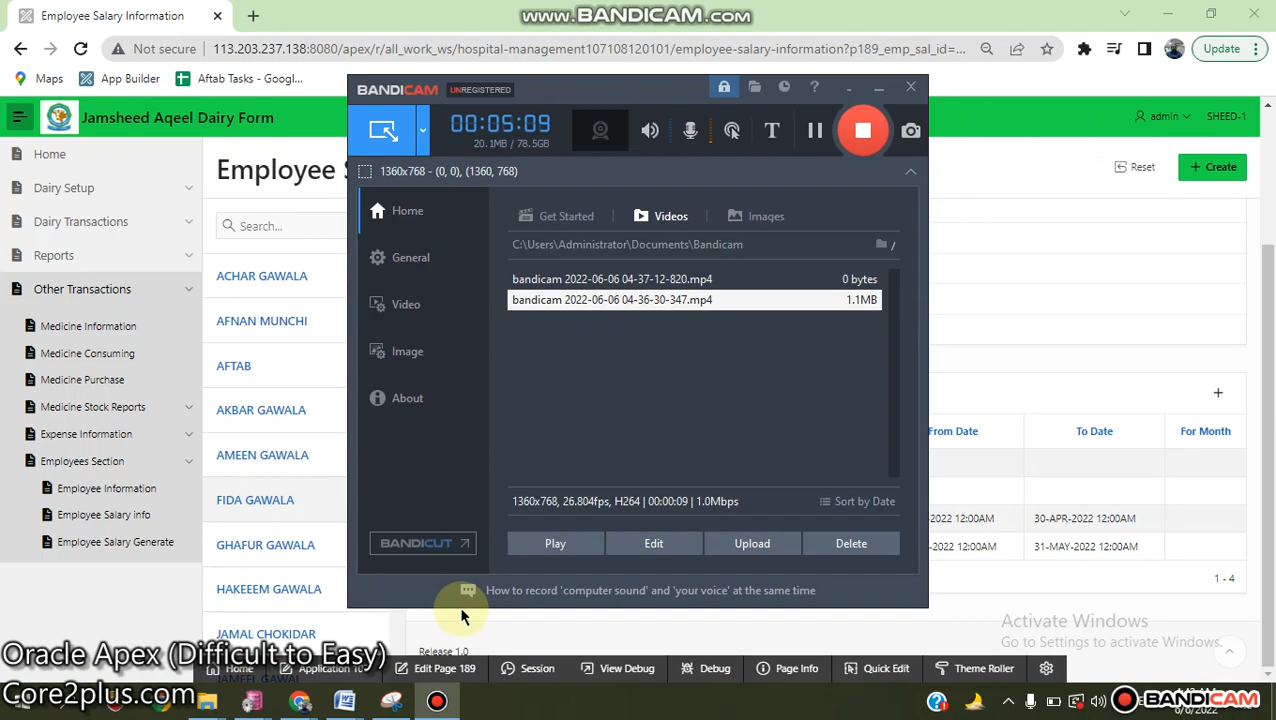 Employee Salary Information
www.BANDICAM.com
Not secure
113.203.237.138:8080/apex/r/all_work_ws/hospital-management107108120101/employee-salary-information?p189_emp_sal_id=...
Update
Maps
App Builder
Aftab Tasks - Googl...
BANDICAM
UNREGISTERED
Jamsheed Aqeel Dairy Form
admin
SHEED-1
00:05:09
20.1MB / 78.5GB
1360x768 - (0, 0), (1360, 768)
Home
Dairy Setup
Dairy Transactions
Reports
Other Transactions
Medicine Information
Medicine Consuming
Medicine Purchase
Medicine Stock Reports
Expense Information
Employees Section
Employee Information
Employee Salary info
Employee Salary Generate
Employee S
Reset
Create
Search...
ACHAR GAWALA
AFNAN MUNCHI
AFTAB
AKBAR GAWALA
AMEEN GAWALA
FIDA GAWALA
GHAFUR GAWALA
HAKEEEM GAWALA
JAMAL CHOKIDAR
JAMEEL GAWAL
Home
General
Video
Image
About
BANDICUT
Get Started
Videos
Images
C:\Users\Administrator\Documents\Bandicam
/
bandicam 2022-06-06 04-37-12-820.mp4 0 bytes
bandicam 2022-06-06 04-36-30-347.mp4 1.1MB
1360x768, 26.804fps, H264 | 00:00:09 | 1.0Mbps
Sort by Date
Play
Edit
Upload
Delete
How to record 'computer sound' and 'your voice' at the same time
From Date
To Date
For Month
-2022 12:00AM 30-APR-2022 12:00AM
-2022 12:00AM 31-MAY-2022 12:00AM
1 - 4
Activate Windows
Go to Settings to activate Windows.
Release 1.0
Home
Application 10
Edit Page 189
Session
View Debug
Debug
Page Info
Quick Edit
Theme Roller
Oracle Apex (Difficult to Easy)
Core2plus.com
BANDICAM
6/6/2022